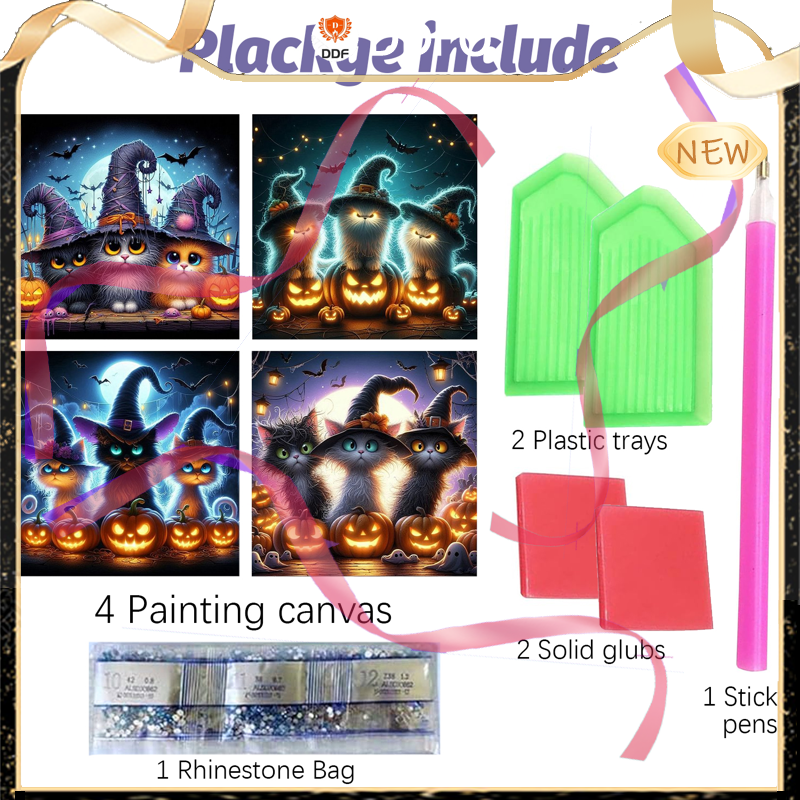 Plackge include
DDF
NEW
2 Plastic trays
4 Painting canvas
2 Solid glubs
1 Stick
pens
1 Rhinestone Bag